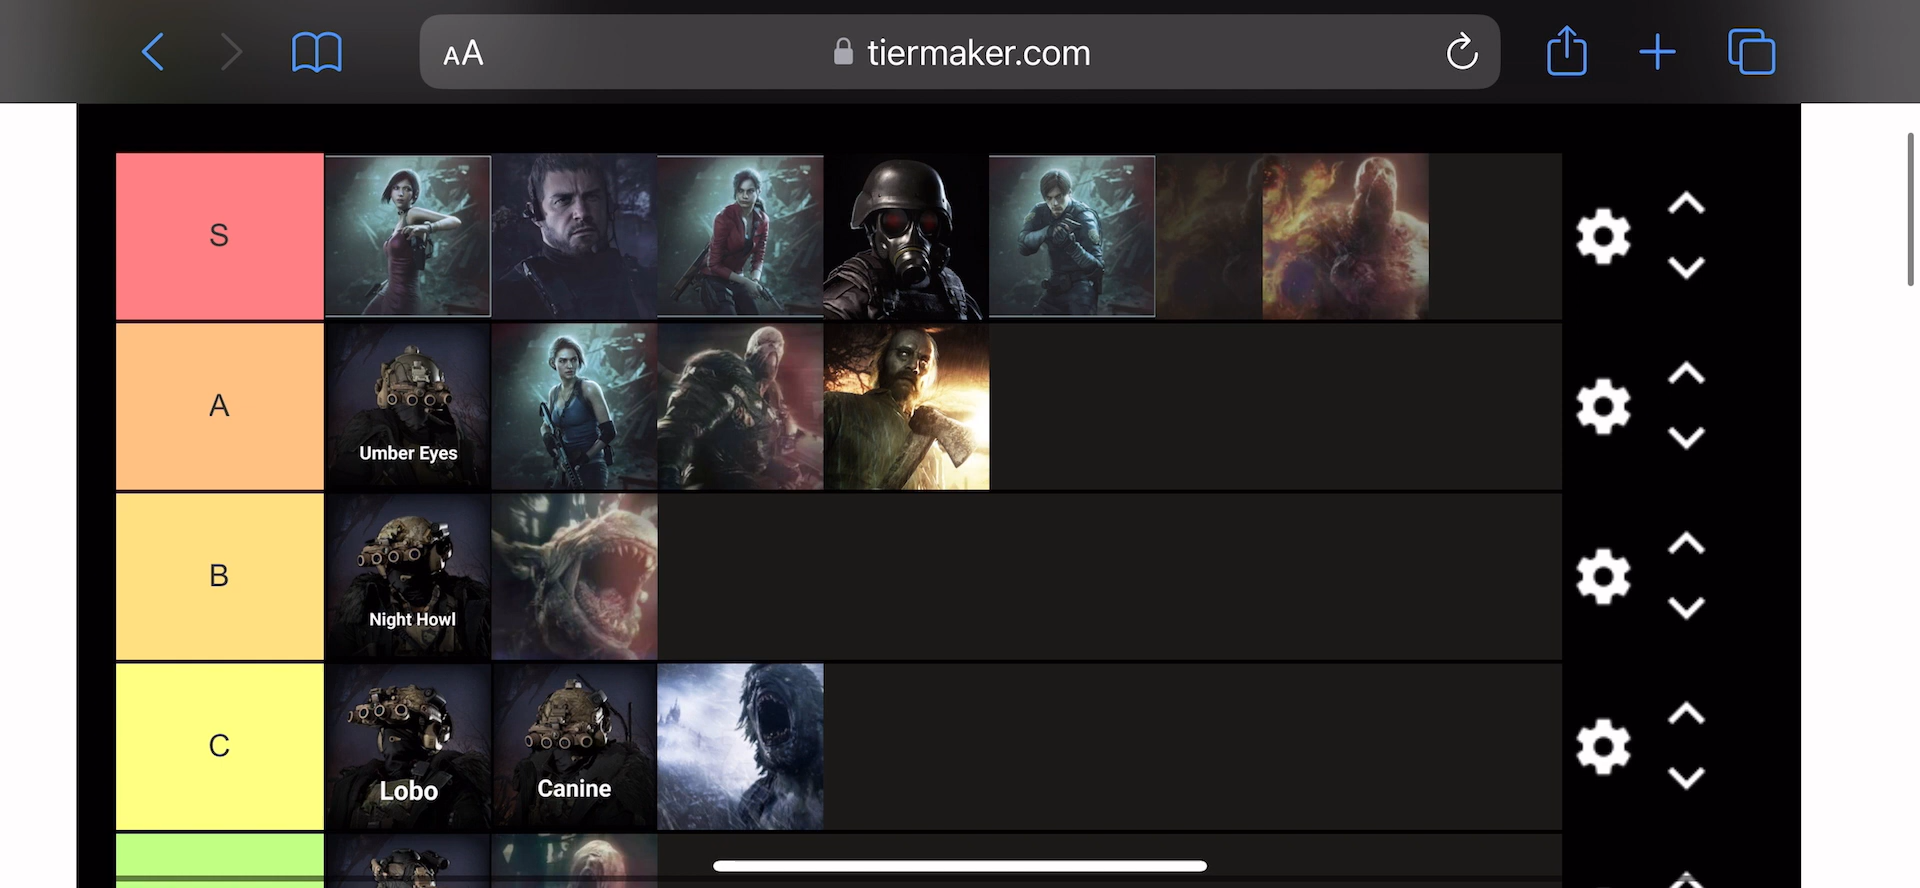 AA
tiermaker.com
S
A
Umber Eyes
B
Night Howl
C
Lobo
Canine